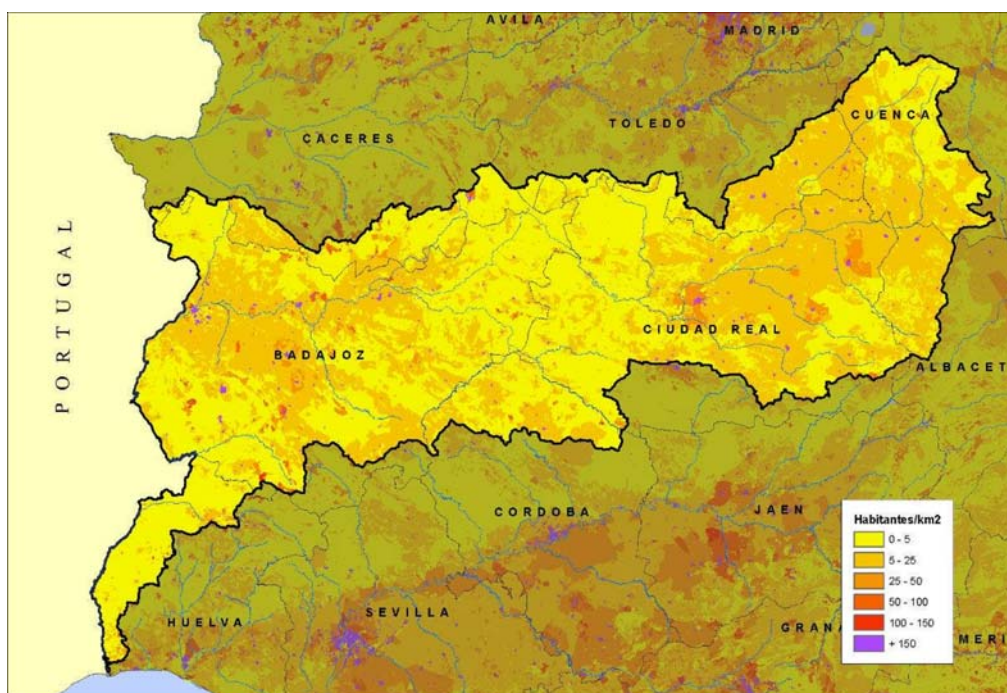 AVILA
MADRID
CUENCA
TOLEDO
CACERES
PORTUGAL
CIUDAD REAL
BADAJOZ
ALBACET
CORDOBA
JAEN
HUELVA
SEVILLA
GRANA
MERI
Habitantes/km2
0 - 5
5 - 25
25 - 50
50 - 100
100 - 150
+ 150